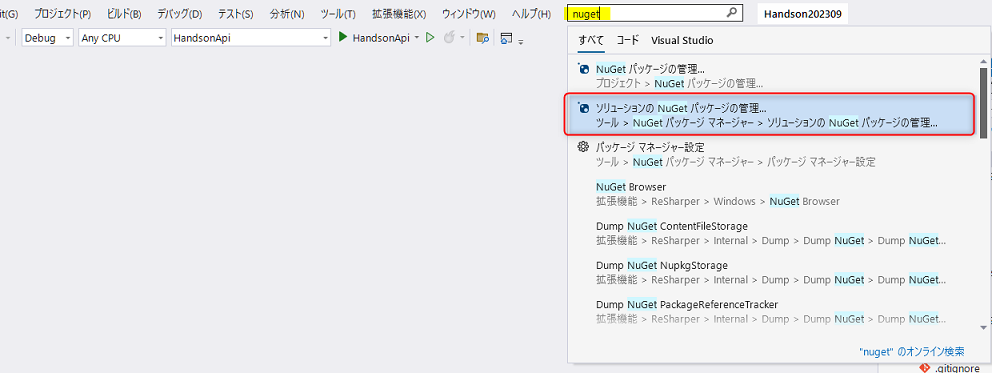 it(G) プロジェクト(P) ビルド(B) デバッグ(D) テスト(S) 分析(N) ツール(T) 拡張機能(X) ウィンドウ(W) ヘルプ(H) nuget Handson202309
Debug Any CPU HandsonApi HandsonApi
すべて コード Visual Studio
NuGet パッケージの管理...
プロジェクト > NuGet パッケージの管理...
ソリューションの NuGet パッケージの管理...
ツール > NuGet パッケージ マネージャー > ソリューションの NuGet パッケージの管理...
パッケージ マネージャー設定
ツール > NuGet パッケージ マネージャー > パッケージ マネージャー設定
NuGet Browser
拡張機能 > ReSharper > Windows > NuGet Browser
Dump NuGet ContentFileStorage
拡張機能 > ReSharper > Internal > Dump > Dump NuGet > Dump NuGet...
Dump NuGet NupkgStorage
拡張機能 > ReSharper > Internal > Dump > Dump NuGet > Dump NuGet...
Dump NuGet PackageReferenceTracker
拡張機能 > ReSharper > Internal > Dump > Dump NuGet > Dump NuGet...
"nuget" のオンライン検索
.gitignore